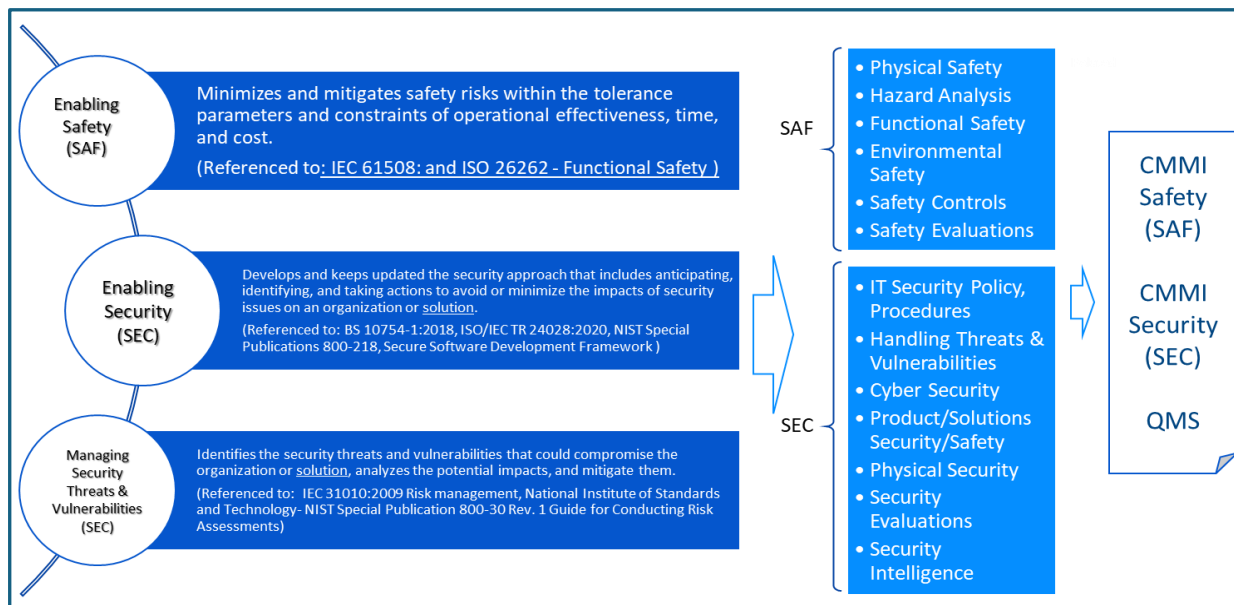 Enabling
Safety
(SAF)
Minimizes and mitigates safety risks within the tolerance
parameters and constraints of operational effectiveness, time,
and cost.
(Referenced to: IEC 61508: and ISO 26262 - Functional Safety )
Enabling
Security
(SEC)
Develops and keeps updated the security approach that includes anticipating,
identifying, and taking actions to avoid or minimize the impacts of security
issues on an organization or solution.
(Referenced to: BS 10754-1:2018, ISO/IEC TR 24028:2020, NIST Special
Publications 800-218, Secure Software Development Framework )
Managing
Security
Threats &
Vulnerabilities
(SEC)
Identifies the security threats and vulnerabilities that could compromise the
organization or solution, analyzes the potential impacts, and mitigate them.
(Referenced to: IEC 31010:2009 Risk management, National Institute of Standards
and Technology- NIST Special Publication 800-30 Rev. 1 Guide for Conducting Risk
Assessments)
SAF
• Physical Safety
• Hazard Analysis
• Functional Safety
• Environmental
Safety
• Safety Controls
• Safety Evaluations
SEC
• IT Security Policy,
Procedures
• Handling Threats &
Vulnerabilities
• Cyber Security
• Product/Solutions
Security/Safety
• Physical Security
• Security
Evaluations
• Security
Intelligence
CMMI
Safety
(SAF)
CMMI
Security
(SEC)
QMS